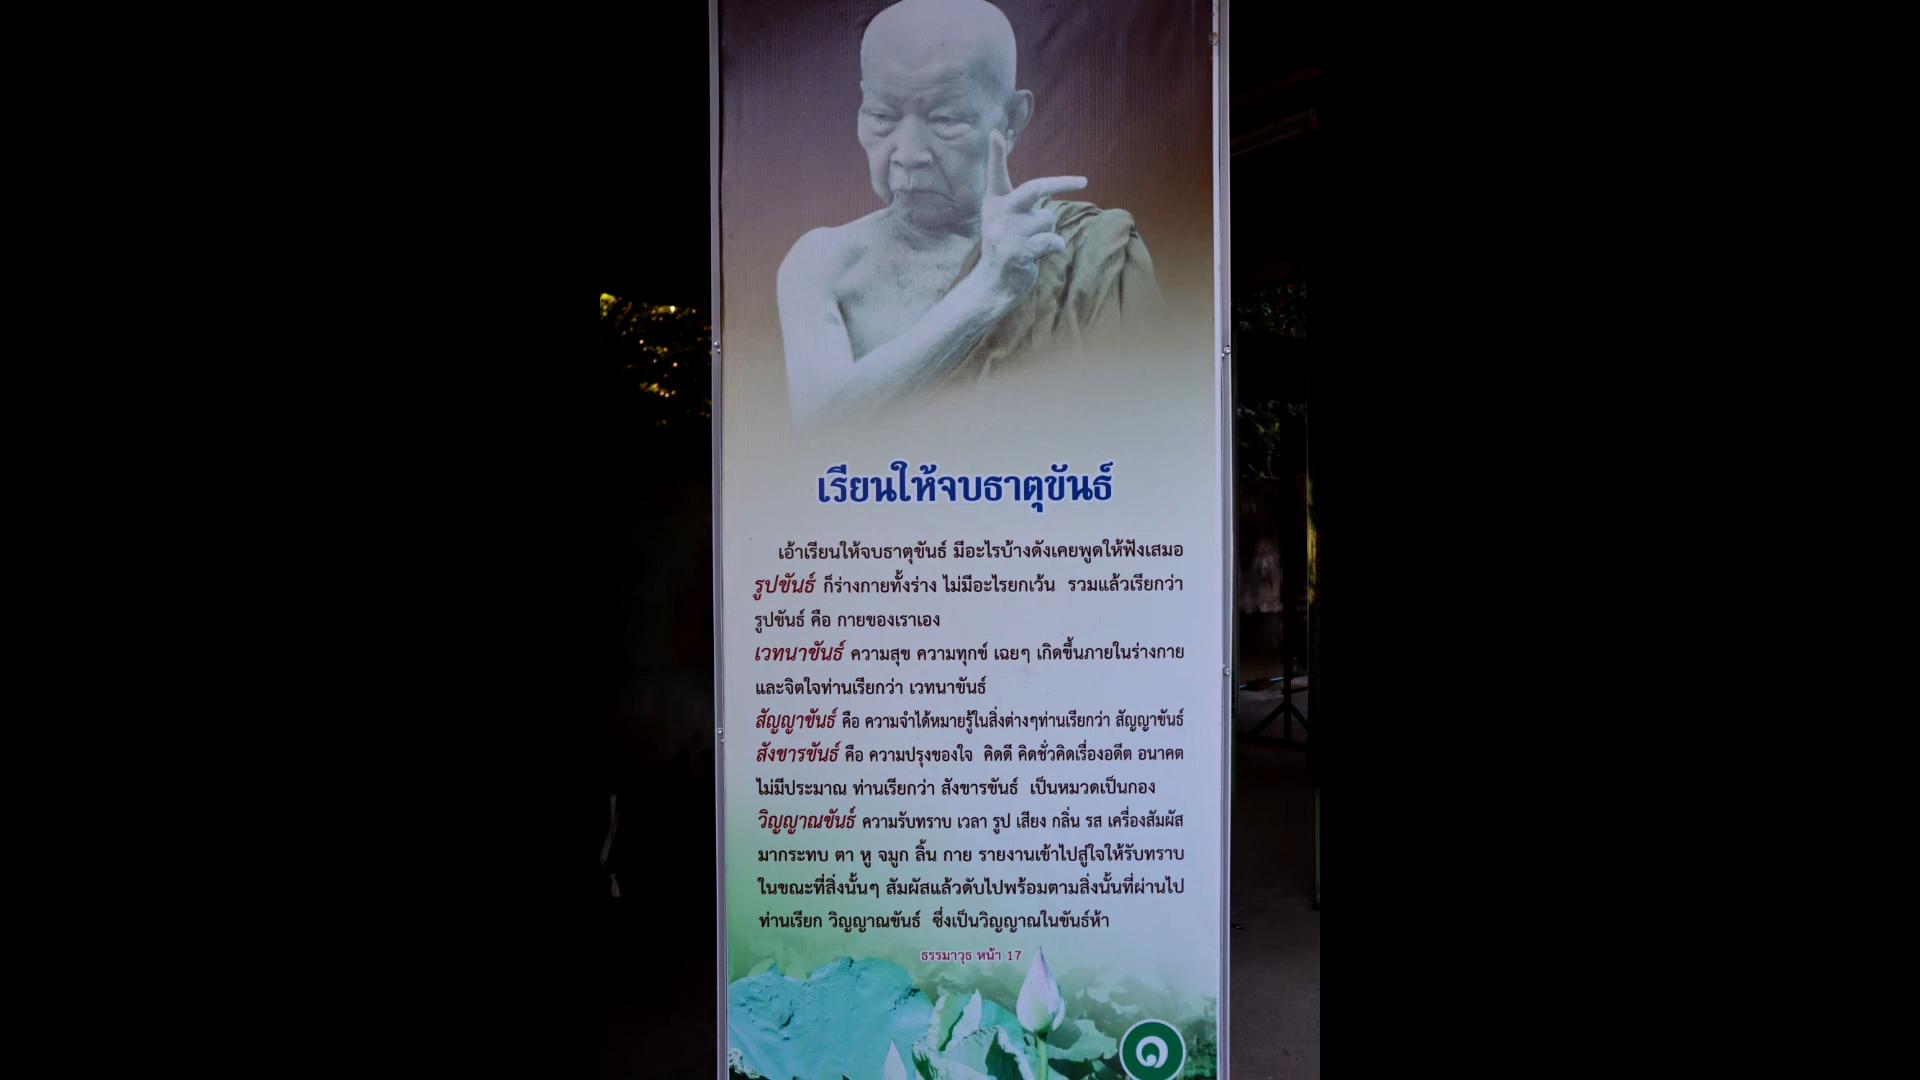 เรียนให้จบธาตุขันธ์
เอ้าเรียนให้จบธาตุขันธ์ มีอะไรบ้างดังเคยพูดให้ฟังเสมอ
รูปขันธ์ ก็ร่างกายทั้งร่าง ไม่มีอะไรยกเว้น รวมแล้วเรียกว่า
รูปขันธ์ คือ กายของเราเอง
เวทนาขันธ์ ความสุข ความทุกข์ เฉยๆ เกิดขึ้นภายในร่างกาย
และจิตใจท่านเรียกว่า เวทนาขันธ์
สัญญาขันธ์ คือ ความจำได้หมายรู้ในสิ่งต่างๆท่านเรียกว่า สัญญาขันธ์
สังขารขันธ์ คือ ความปรุงของใจ คิดดี คิดชั่วคิดเรื่องอดีต อนาคต
ไม่มีประมาณ ท่านเรียกว่า สังขารขันธ์ เป็นหมวดเป็นกอง
วิญญาณขันธ์ ความรับทราบ เวลา รูป เสียง กลิ่น รส เครื่องสัมผัส
มากระทบ ตา หู จมูก ลิ้น กาย รายงานเข้าไปสู่ใจให้รับทราบ
ในขณะที่สิ่งนั้นๆ สัมผัสแล้วดับไปพร้อมตามสิ่งนั้นที่ผ่านไป
ท่านเรียก วิญญาณขันธ์ ซึ่งเป็นวิญญาณในขันธ์ห้า
ธรรมาวุธ หน้า 17
๑